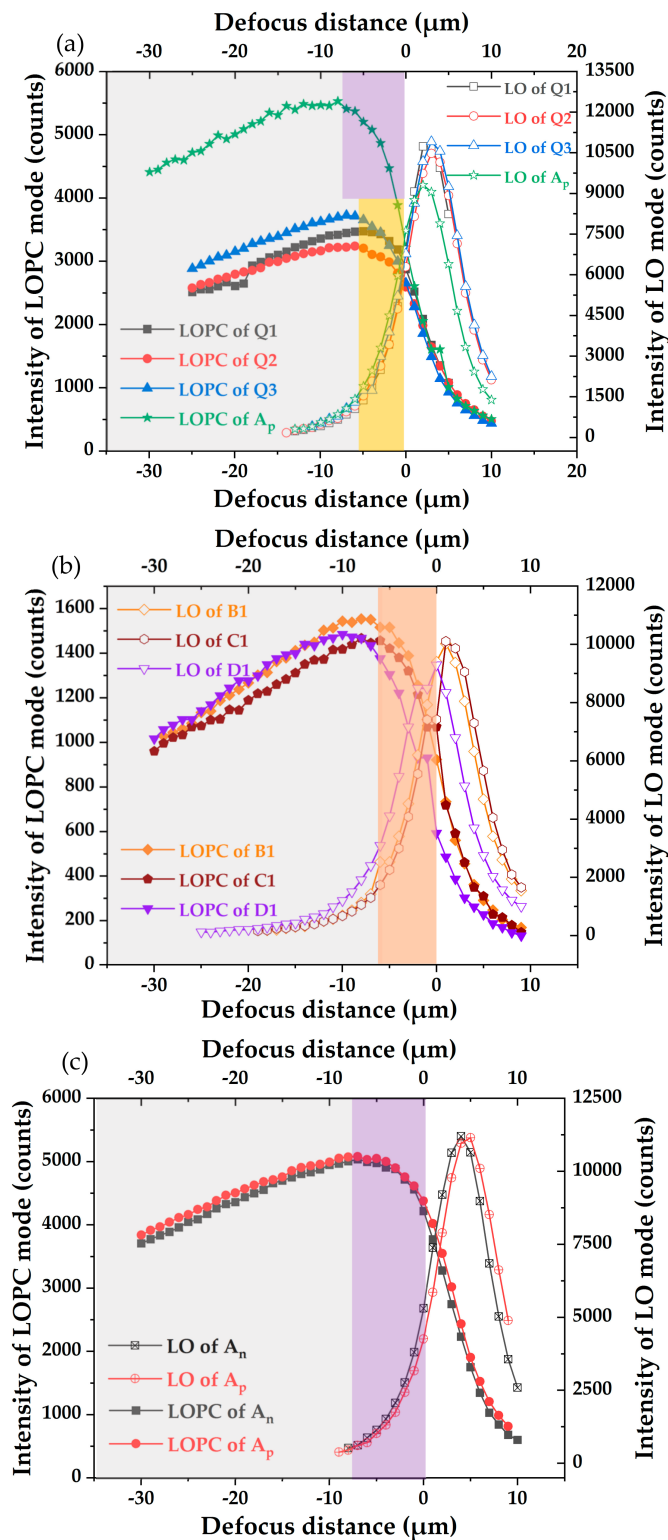 (a)
Defocus distance (μm)
-30 -20 -10 0 10 20
6000 13500
5000 12000
4000 10500
3000 9000
2000 7500
1000 6000
0 4500
3000
1500
0
Intensity of LOPC mode (counts)
Intensity of LO mode (counts)
LO of Q1
LO of Q2
LO of Q3
LO of Ap
LOPC of Q1
LOPC of Q2
LOPC of Q3
LOPC of Ap
-30 -20 -10 0 10 20
Defocus distance (μm)
(b)
Defocus distance (μm)
-30 -20 -10 0 10
1600 12000
1400 10000
1200 8000
1000 6000
800 4000
600 2000
400 0
200
0
Intensity of LOPC mode (counts)
Intensity of LO mode (counts)
LO of B1
LO of C1
LO of D1
LOPC of B1
LOPC of C1
LOPC of D1
-30 -20 -10 0 10
Defocus distance (μm)
(c)
Defocus distance (μm)
-30 -20 -10 0 10
6000 12500
5000 10000
4000 7500
3000 5000
2000 2500
1000 0
0
Intensity of LOPC mode (counts)
Intensity of LO mode (counts)
LO of An
LO of Ap
LOPC of An
LOPC of Ap
-30 -20 -10 0 10
Defocus distance (μm)